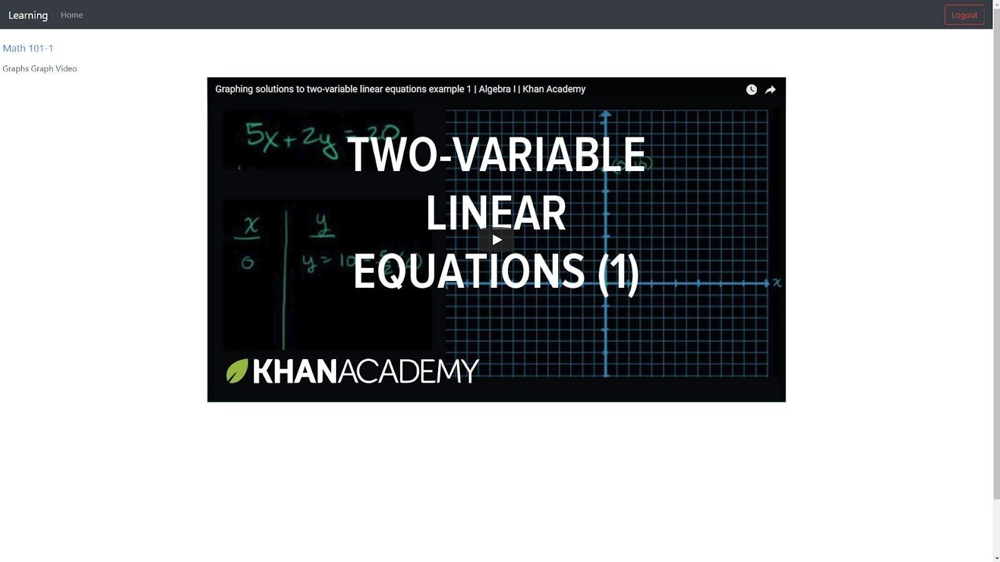 Learning Home Logout
Math 101-1
Graphs Graph Video
Graphing solutions to two-variable linear equations example 1 | Algebra I | Khan Academy
5x + 2y = 20
TWO-VARIABLE
LINEAR
EQUATIONS (1)
x y
0 y = 10 -
x
KHANACADEMY